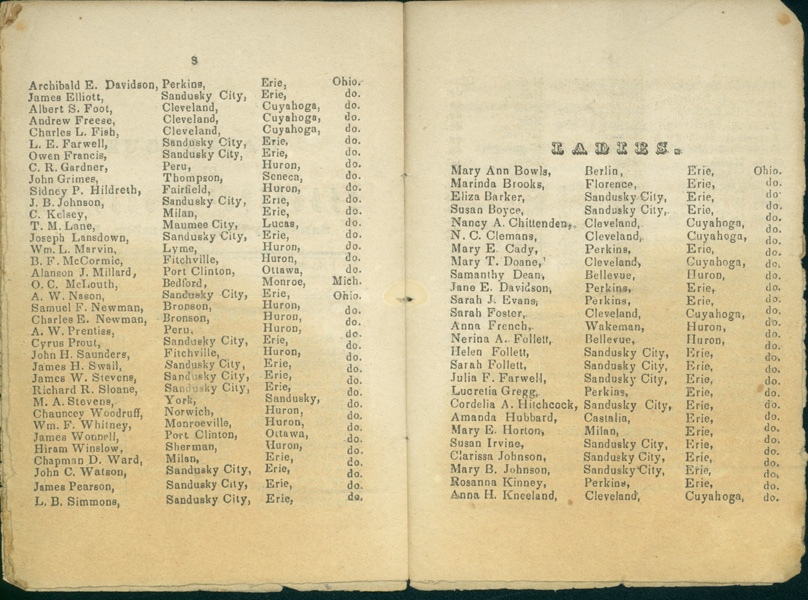 8
Archibald E. Davidson, Perkins, Erie, Ohio.
James Elliott, Sandusky City, Erie, do.
Albert S. Foot, Cleveland, Cuyahoga, do.
Andrew Freese, Cleveland, Cuyahoga, do.
Charles L. Fish, Cleveland, Cuyahoga, do.
L. E. Farwell, Sandusky City, Erie, do.
Owen Francis, Sandusky City, Erie, do.
C. R. Gardner, Peru, Huron, do.
John Grimes, Thompson, Seneca, do.
Sidney P. Hildreth, Fairfield, Huron, do.
J. B. Johnson, Sandusky City, Erie, do.
C. Kelsey, Milan, Erie, do.
T. M. Lane, Maumee City, Lucas, do.
Joseph Lansdown, Sandusky City, Erie, do.
Wm. L. Marvin, Lyme, Huron, do.
B. F. McCormic, Fitchville, Huron, do.
Alanson J. Millard, Port Clinton, Ottawa, do.
O. C. McLouth, Bedford, Monroe, Mich.
A. W. Nason, Sandusky City, Erie, Ohio.
Samuel F. Newman, Bronson, Huron, do.
Charles E. Newman, Bronson, Huron, do.
A. W. Prentiss, Peru, Huron, do.
Cyrus Prout, Sandusky City, Erie, do.
John H. Saunders, Fitchville, Huron, do.
James H. Swail, Sandusky City, Erie, do.
James W. Stevens, Sandusky City, Erie, do.
Richard R. Sloane, Sandusky City, Erie, do.
M. A. Stevens, York, Sandusky, do.
Chauncey Woodruff, Norwich, Huron, do.
Wm. F. Whitney, Monroeville, Huron, do.
James Wonnell, Port Clinton, Ottawa, do.
Hiram Winslow, Sherman, Huron, do.
Chapman D. Ward, Milan, Erie, do.
John C. Watson, Sandusky City, Erie, do.
James Pearson, Sandusky City, Erie, do.
L. B. Simmons, Sandusky City, Erie, do.
LADIES.
Mary Ann Bowls, Berlin, Erie, Ohio.
Marinda Brooks, Florence, Erie, do.
Eliza Barker, Sandusky City, Erie, do.
Susan Boyce, Sandusky City, Erie, do.
Nancy A. Chittenden, Cleveland, Cuyahoga, do.
N. C. Clemans, Cleveland, Cuyahoga, do.
Mary E. Cady, Perkins, Erie, do.
Mary T. Doane, Cleveland, Cuyahoga, do.
Samanthy Dean, Bellevue, Huron, do.
Jane E. Davidson, Perkins, Erie, do.
Sarah J. Evans, Perkins, Erie, do.
Sarah Foster, Cleveland, Cuyahoga, do.
Anna French, Wakeman, Huron, do.
Nerina A. Follett, Bellevue, Huron, do.
Helen Follett, Sandusky City, Erie, do.
Sarah Follett, Sandusky City, Erie, do.
Julia F. Farwell, Sandusky City, Erie, do.
Lucretia Gregg, Perkins, Erie, do.
Cordelia A. Hitchcock, Sandusky City, Erie, do.
Amanda Hubbard, Castalia, Erie, do.
Mary E. Horton, Milan, Erie, do.
Susan Irvine, Sandusky City, Erie, do.
Clarissa Johnson, Sandusky City, Erie, do.
Mary B. Johnson, Sandusky City, Erie, do.
Rosanna Kinney, Perkins, Erie, do.
Anna H. Kneeland, Cleveland, Cuyahoga, do.